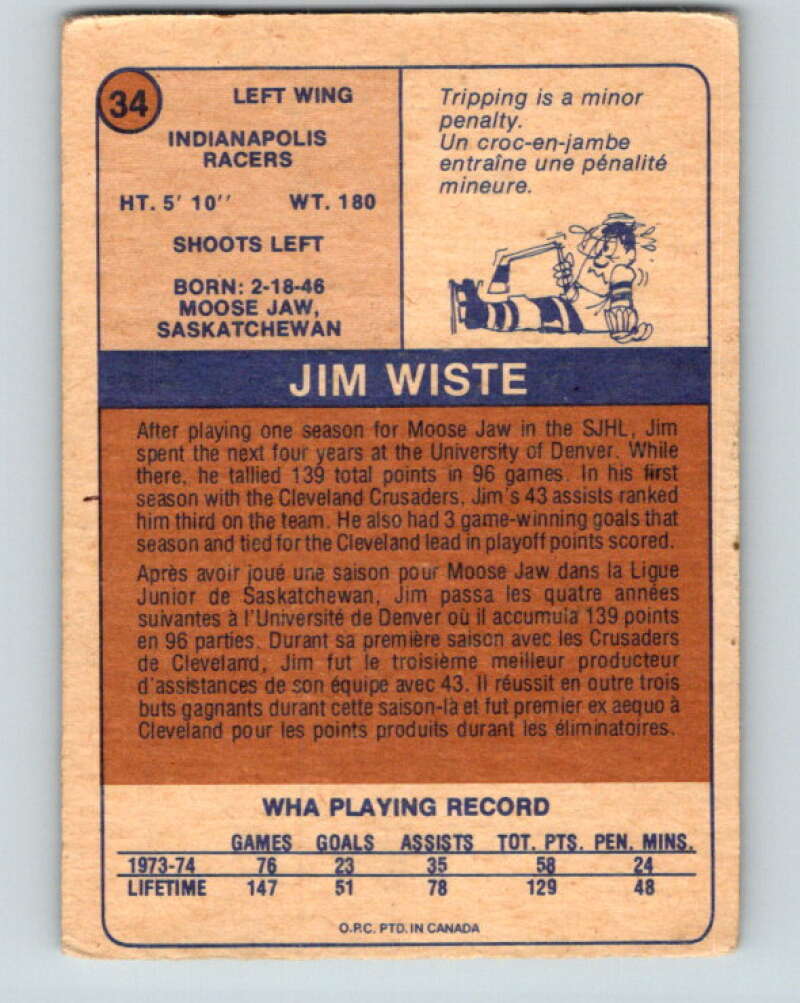 34
LEFT WING
INDIANAPOLIS
RACERS
HT. 5' 10'' WT. 180
SHOOTS LEFT
BORN: 2-18-46
MOOSE JAW,
SASKATCHEWAN
Tripping is a minor
penalty.
Un croc-en-jambe
entraîne une pénalité
mineure.
JIM WISTE
After playing one season for Moose Jaw in the SJHL, Jim
spent the next four years at the University of Denver. While
there, he tallied 139 total points in 96 games. In his first
season with the Cleveland Crusaders, Jim's 43 assists ranked
him third on the team. He also had 3 game-winning goals that
season and tied for the Cleveland lead in playoff points scored.
Après avoir joué une saison pour Moose Jaw dans la Ligue
Junior de Saskatchewan, Jim passa les quatre années
suivantes à l'Université de Denver où il accumula 139 points
en 96 parties. Durant sa première saison avec les Crusaders
de Cleveland, Jim fut le troisième meilleur producteur
d'assistances de son équipe avec 43. Il réussit en outre trois
buts gagnants durant cette saison-là et fut premier ex aequo à
Cleveland pour les points produits durant les éliminatoires.
WHA PLAYING RECORD
GAMES GOALS ASSISTS TOT. PTS. PEN. MINS.
1973-74 76 23 35 58 24
LIFETIME 147 51 78 129 48
O.P.C. PTD. IN CANADA